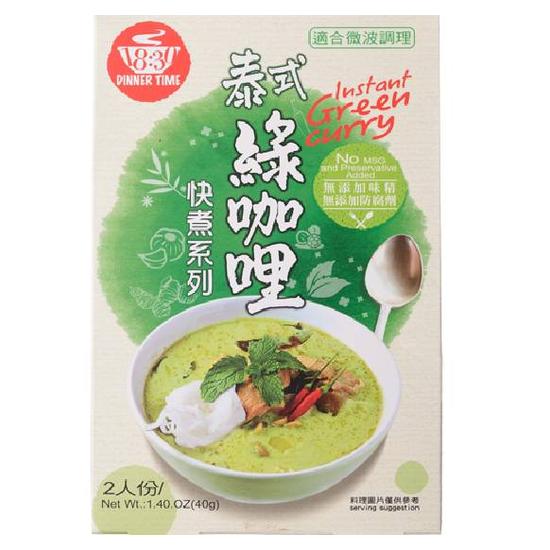 8:3
DINNER TIME
適合微波調理
泰式
綠咖哩
快煮系列
Instant
Green
curry
No MSG
and Preservative
Added
無添加味精
無添加防腐劑
2人份/
Net Wt.:1.40.OZ(40g)
料理圖片僅供參考
serving suggestion